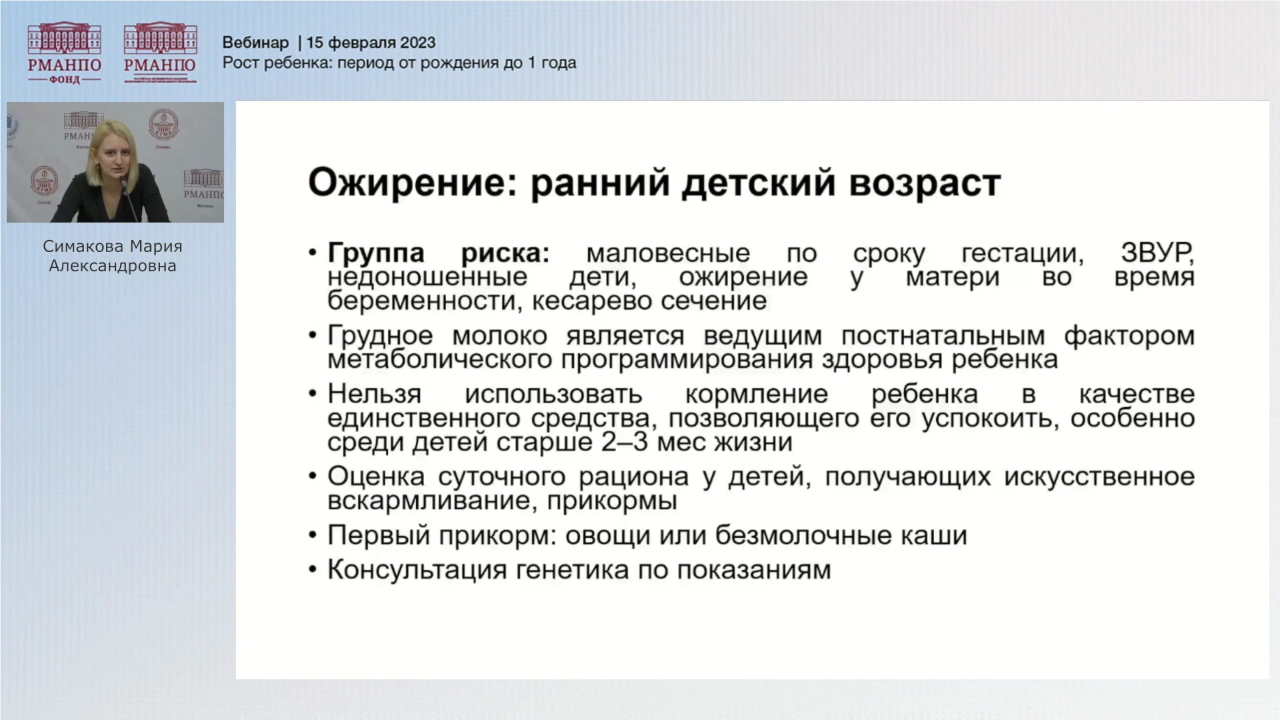 РМАНПО
ФОНД
РМАНПО
Вебинар | 15 февраля 2023
Рост ребенка: период от рождения до 1 года
РМАНПО
РМАНПО
Симакова Мария
Александровна
Ожирение: ранний детский возраст
• Группа риска: маловесные по сроку гестации, ЗВУР,
недоношенные дети, ожирение у матери во время
беременности, кесарево сечение
• Грудное молоко является ведущим постнатальным фактором
метаболического программирования здоровья ребенка
• Нельзя использовать кормление ребенка в качестве
единственного средства, позволяющего его успокоить, особенно
среди детей старше 2–3 мес жизни
• Оценка суточного рациона у детей, получающих искусственное
вскармливание, прикормы
• Первый прикорм: овощи или безмолочные каши
• Консультация генетика по показаниям